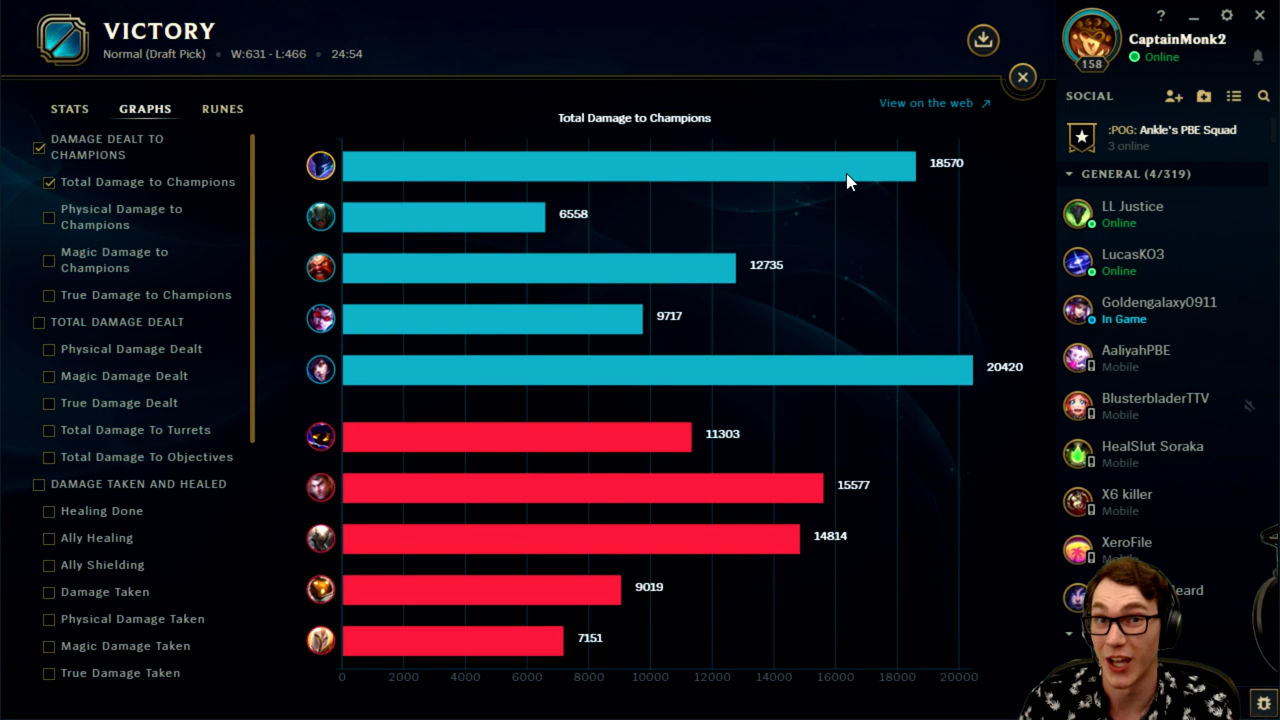 VICTORY
Normal (Draft Pick) • W:631 - L:466 • 24:54
STATS
GRAPHS
RUNES
View on the web
DAMAGE DEALT TO
CHAMPIONS
Total Damage to Champions
Physical Damage to
Champions
Magic Damage to
Champions
True Damage to Champions
TOTAL DAMAGE DEALT
Physical Damage Dealt
Magic Damage Dealt
True Damage Dealt
Total Damage To Turrets
Total Damage To Objectives
DAMAGE TAKEN AND HEALED
Healing Done
Ally Healing
Ally Shielding
Damage Taken
Physical Damage Taken
Magic Damage Taken
True Damage Taken
Total Damage to Champions
18570
6558
12735
9717
20420
11303
15577
14814
9019
7151
0 2000 4000 6000 8000 10000 12000 14000 16000 18000 20000
?
CaptainMonk2
Online
158
SOCIAL
:POG: Ankle's PBE Squad
3 online
GENERAL (4/319)
LL Justice
Online
LucasKO3
Online
Goldengalaxy0911
In Game
AaliyahPBE
Mobile
BlusterbladerTTV
Mobile
HealSlut Soraka
Mobile
X6 killer
Mobile
XeroFile
Mobile